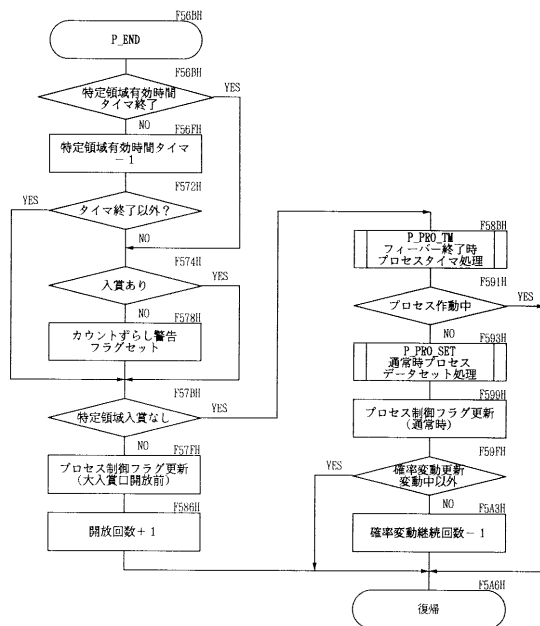 F56BH
P_END
F56BH
特定領域有効時間
タイマ終了
YES
NO
F56FH
特定領域有効時間タイマ
－1
F572H
タイマ終了以外？
YES
NO
F574H
入賞あり
YES
NO
F578H
カウントずらし警告
フラグセット
F57BH
特定領域入賞なし
YES
NO
F57FH
プロセス制御フラグ更新
(大入賞口開放前)
F586H
開放回数＋1
F58BH
P_PRO_TM
フィーバー終了時
プロセスタイマ処理
F591H
プロセス作動中
YES
NO
F593H
P_PRO_SET
通常時プロセス
データセット処理
F599H
プロセス制御フラグ更新
(通常時)
F59FH
確率変動更新
変動中以外
YES
NO
F5A3H
確率変動継続回数－1
F5A6H
復帰